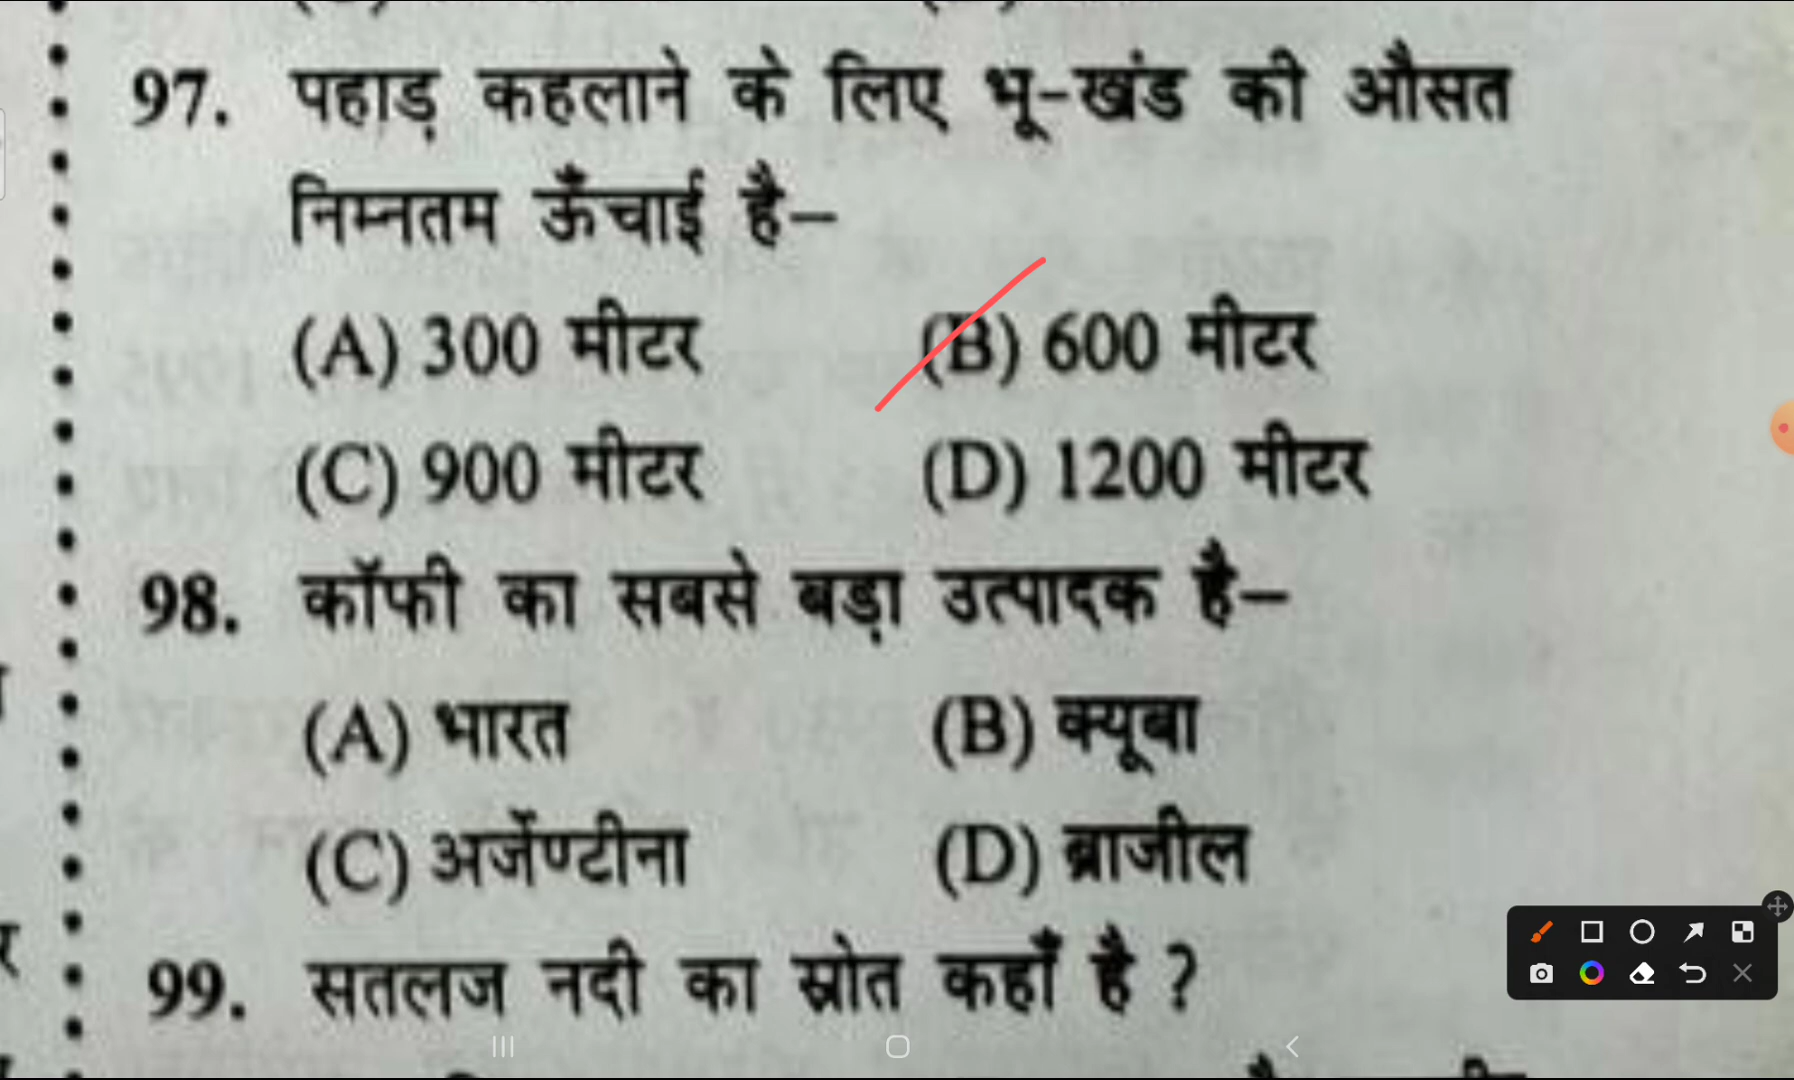 97. पहाड़ कहलाने के लिए भू-खंड की औसत
निम्नतम ऊँचाई है–
(A) 300 मीटर (B) 600 मीटर
(C) 900 मीटर (D) 1200 मीटर
98. कॉफी का सबसे बड़ा उत्पादक है–
(A) भारत (B) क्यूबा
(C) अर्जेण्टीना (D) ब्राजील
99. सतलज नदी का स्रोत कहाँ है ?